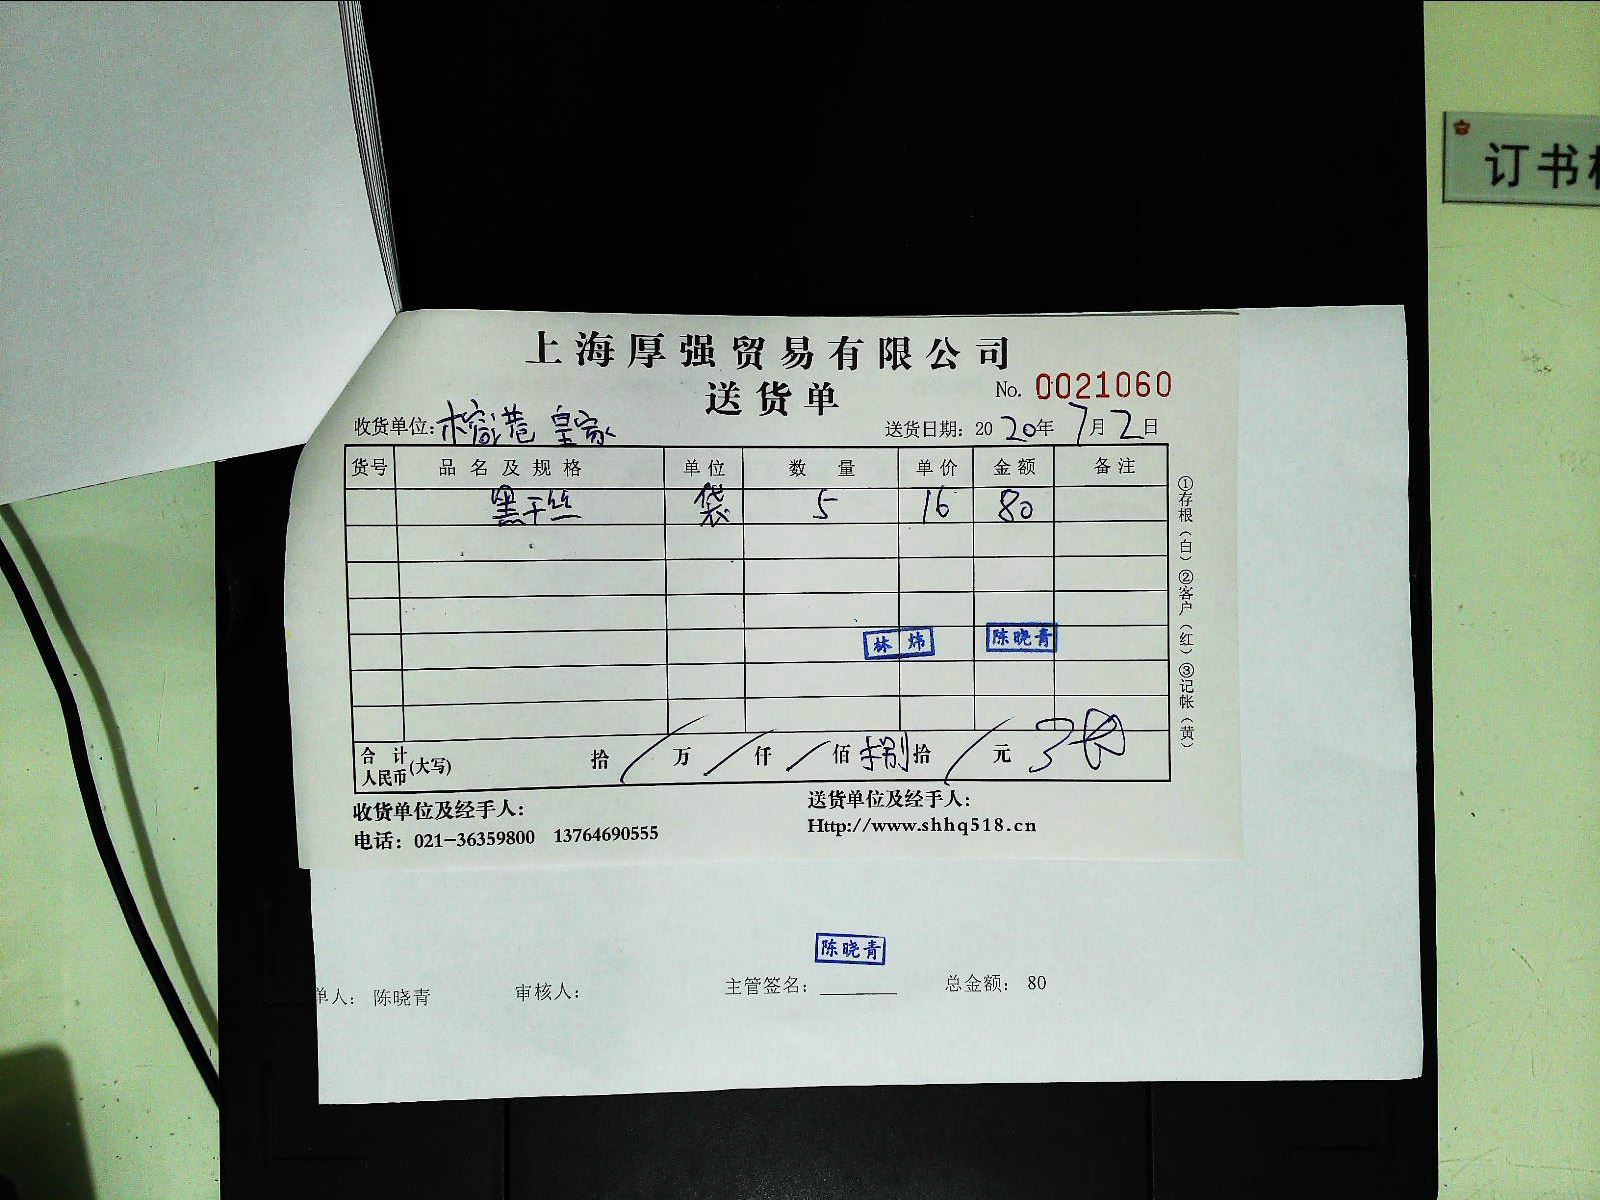 订书
上海厚强贸易有限公司
送货单
No. 0021060
收货单位: 皇家
送货日期: 2020年7月2日
货号 品名及规格 单位 数量 单价 金额 备注
黑干丝 袋 5 16 80
林炜 陈晓青
合计人民币(大写) 拾 / 万 / 仟 / 佰 捌 拾 / 元
①存根(白)②客户(红)③记帐(黄)
收货单位及经手人:
送货单位及经手人:
电话: 021-36359800 13764690555
Http://www.shhq518.cn
陈晓青
单人: 陈晓青 审核人: 主管签名: 总金额: 80